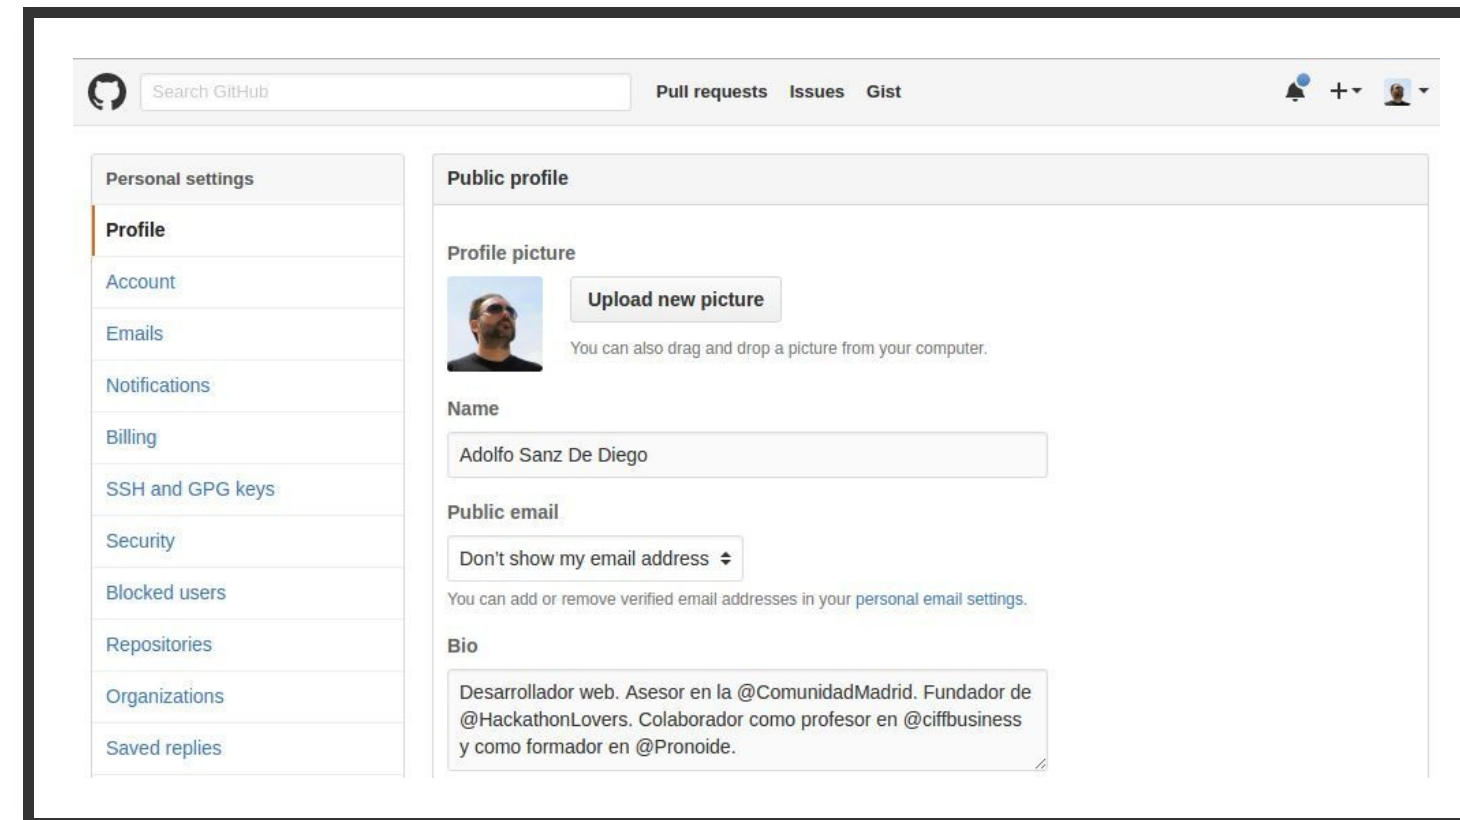 Search GitHub
Pull requests Issues Gist
Personal settings
Profile
Account
Emails
Notifications
Billing
SSH and GPG keys
Security
Blocked users
Repositories
Organizations
Saved replies
Public profile
Profile picture
Upload new picture
You can also drag and drop a picture from your computer.
Name
Adolfo Sanz De Diego
Public email
Don't show my email address
You can add or remove verified email addresses in your personal email settings.
Bio
Desarrollador web. Asesor en la @ComunidadMadrid. Fundador de
@HackathonLovers. Colaborador como profesor en @ciffbusiness
y como formador en @Pronoide.